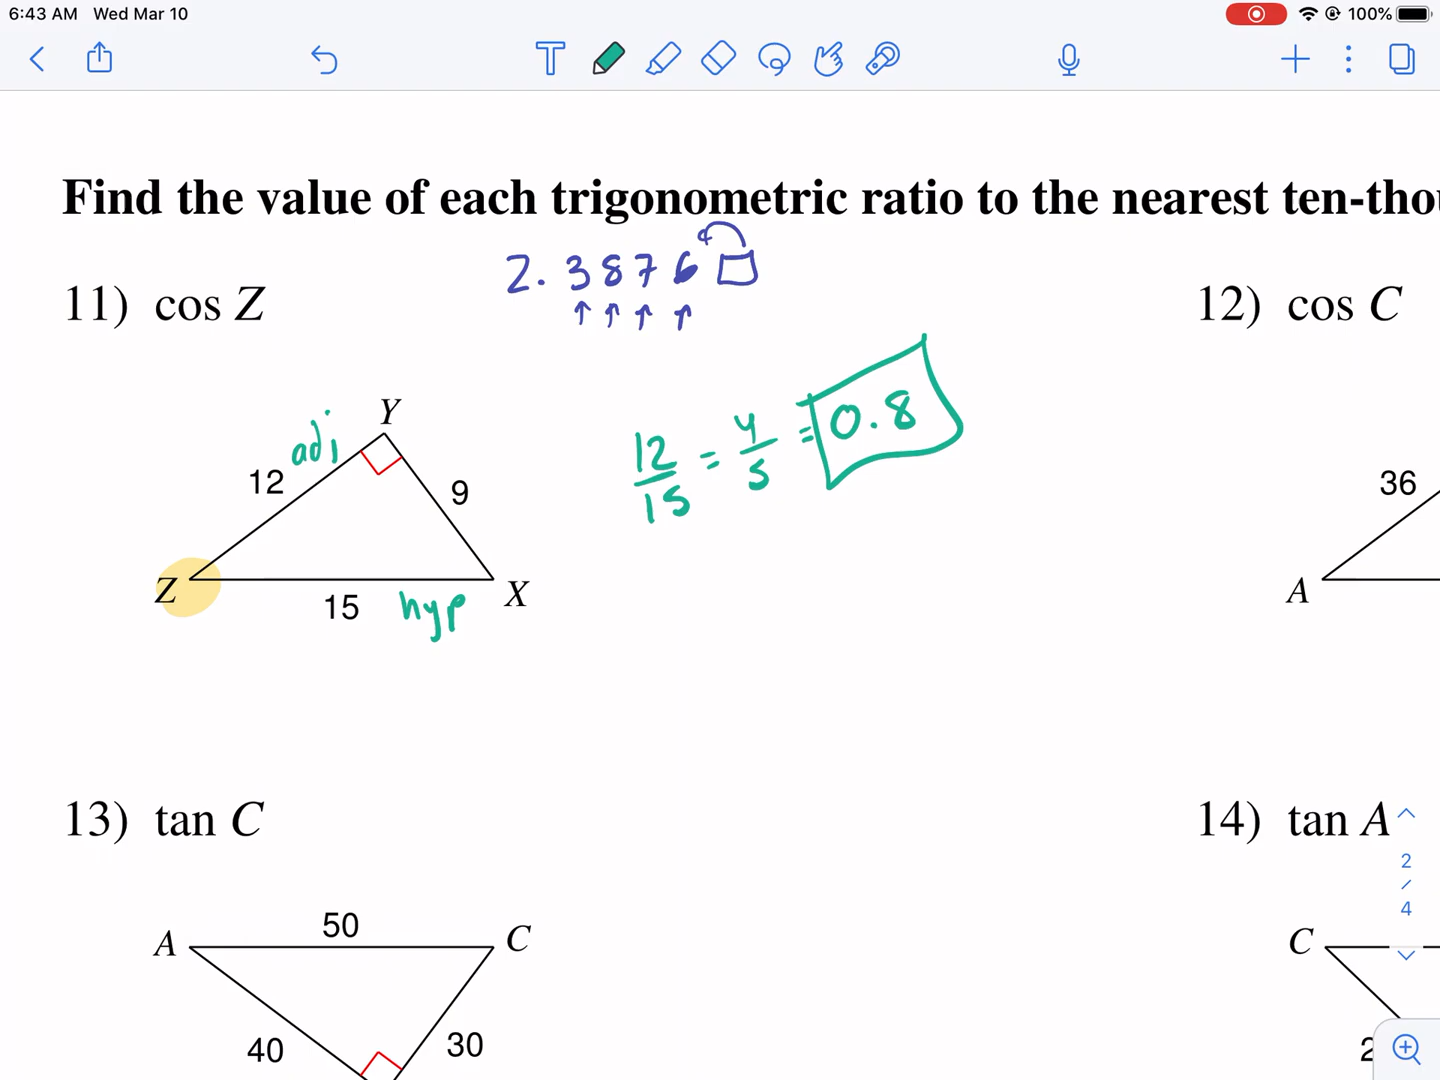 6:43 AM Wed Mar 10 100%
T
Find the value of each trigonometric ratio to the nearest ten-thou
2.3876
11) cos Z
12) cos C
Y
adj
12
9
12/15 = 4/5 = 0.8
36
Z
15 hyp
X
A
13) tan C
14) tan A
2
/
4
A
50
C
C
40
30
2